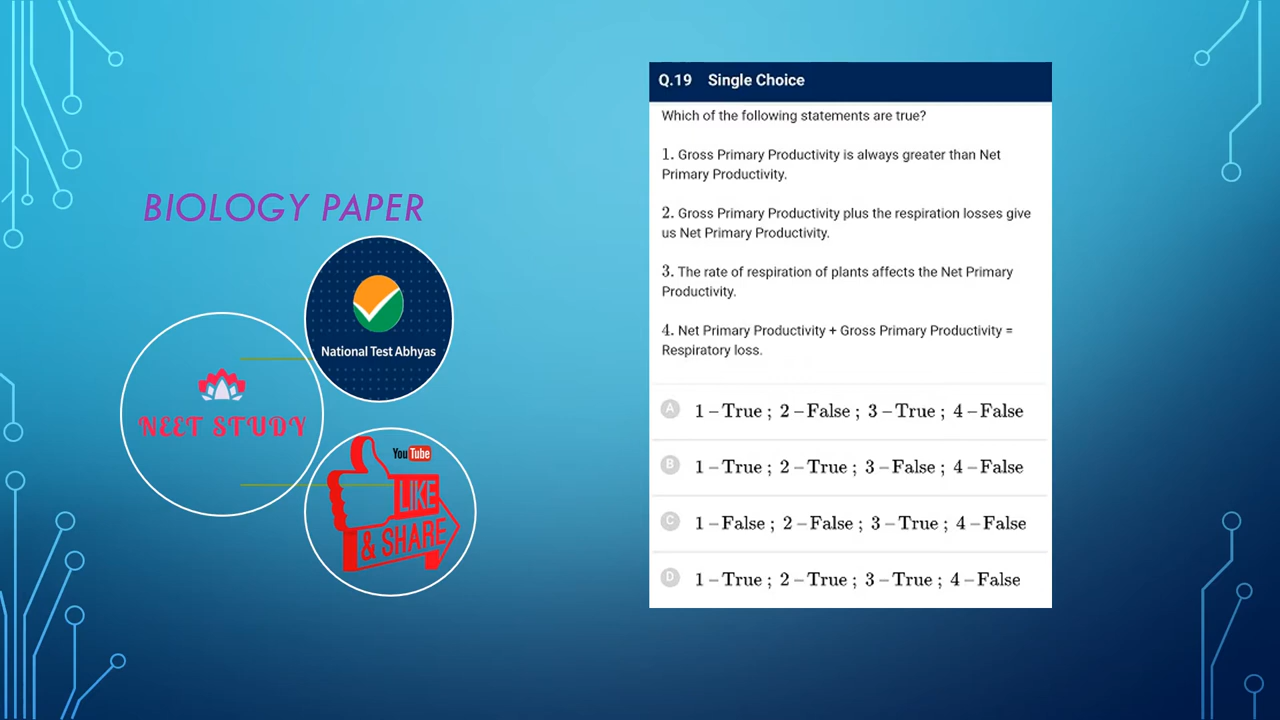 BIOLOGY PAPER
National Test Abhyas
NEET STUDY
YouTube
LIKE
& SHARE
Q.19 Single Choice
Which of the following statements are true?
1. Gross Primary Productivity is always greater than Net
Primary Productivity.
2. Gross Primary Productivity plus the respiration losses give
us Net Primary Productivity.
3. The rate of respiration of plants affects the Net Primary
Productivity.
4. Net Primary Productivity + Gross Primary Productivity =
Respiratory loss.
A 1 – True ; 2 – False ; 3 – True ; 4 – False
B 1 – True ; 2 – True ; 3 – False ; 4 – False
C 1 – False ; 2 – False ; 3 – True ; 4 – False
D 1 – True ; 2 – True ; 3 – True ; 4 – False